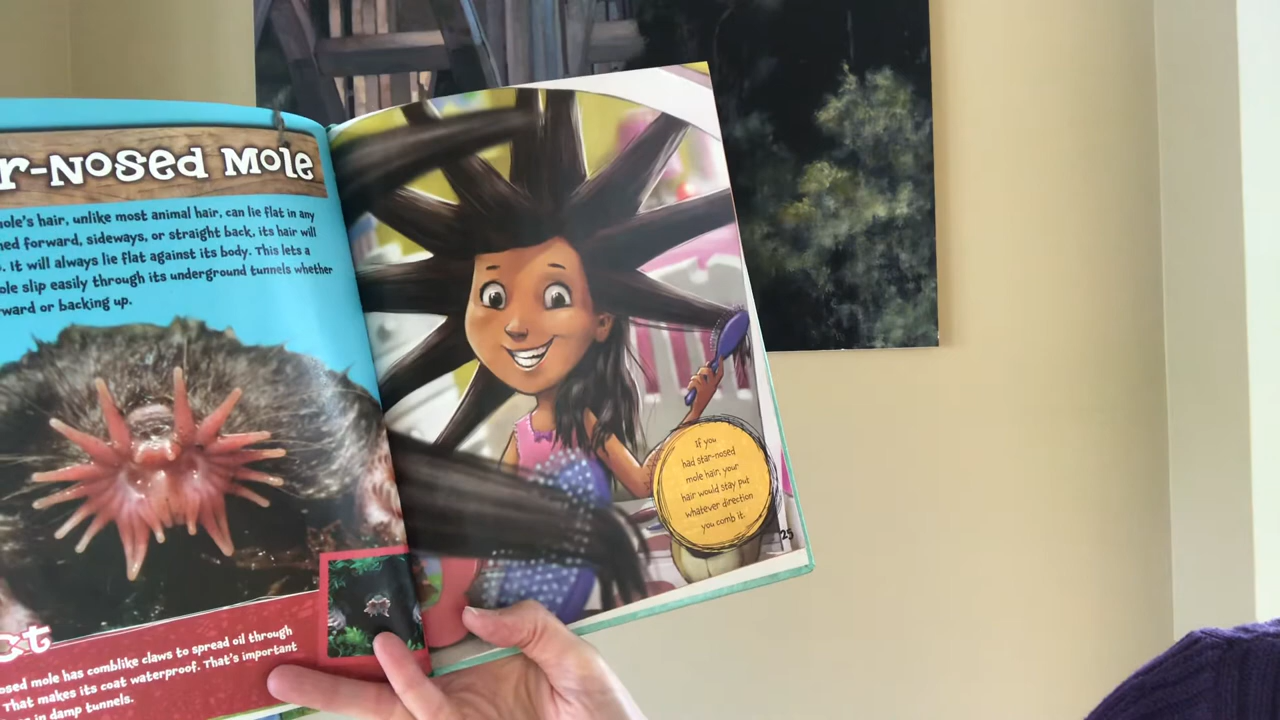 r-Nosed Mole
mole's hair, unlike most animal hair, can lie flat in any
hed forward, sideways, or straight back, its hair will
. It will always lie flat against its body. This lets a
ole slip easily through its underground tunnels whether
ward or backing up.
ct
osed mole has comblike claws to spread oil through
That makes its coat waterproof. That's important
in damp tunnels.
If you
had star-nosed
mole hair, your
hair would stay put
whatever direction
you comb it.
25